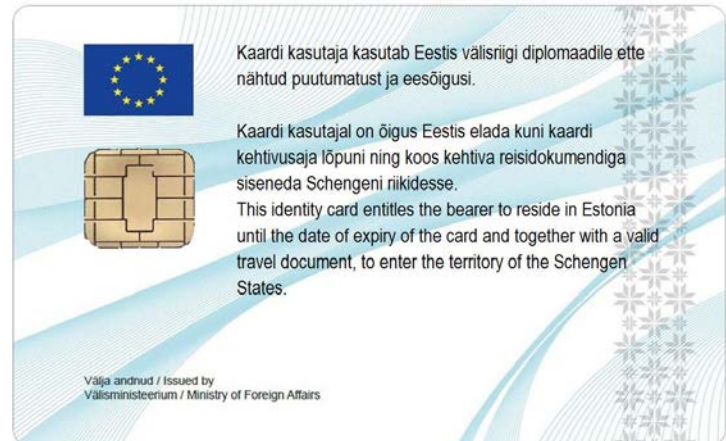 Kaardi kasutaja kasutab Eestis välisriigi diplomaadile ette
nähtud puutumatust ja eesõigusi.
Kaardi kasutajal on õigus Eestis elada kuni kaardi
kehtivusaja lõpuni ning koos kehtiva reisidokumendiga
siseneda Schengeni riikidesse.
This identity card entitles the bearer to reside in Estonia
until the date of expiry of the card and together with a valid
travel document, to enter the territory of the Schengen
States.
Välja andnud / Issued by
Välisministeerium / Ministry of Foreign Affairs